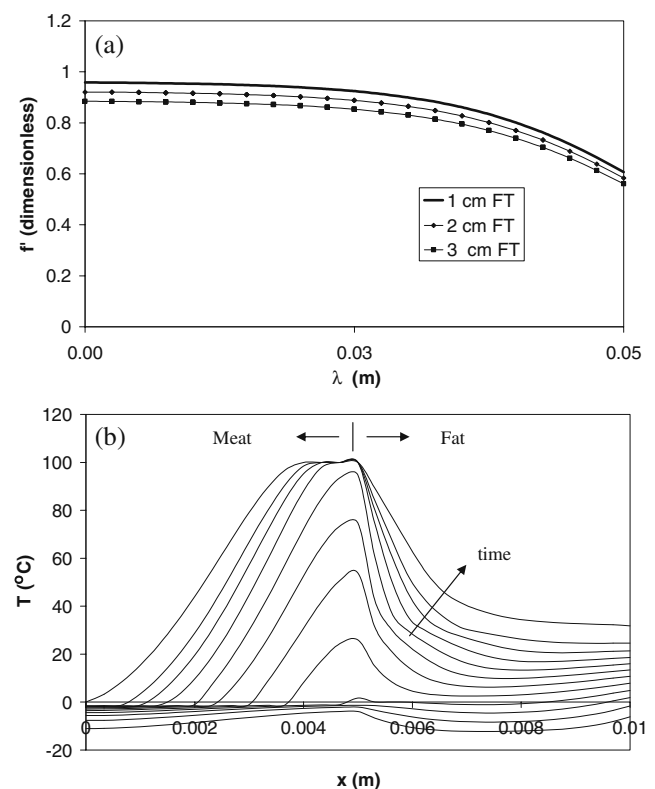 (a)
1.2
1
0.8
0.6
0.4
0.2
0
f' (dimensionless)
1 cm FT
2 cm FT
3 cm FT
0.00
0.03
0.05
λ (m)
(b)
120
100
80
60
40
20
0
-20
T (°C)
Meat
Fat
time
0
0.002
0.004
0.006
0.008
0.01
x (m)